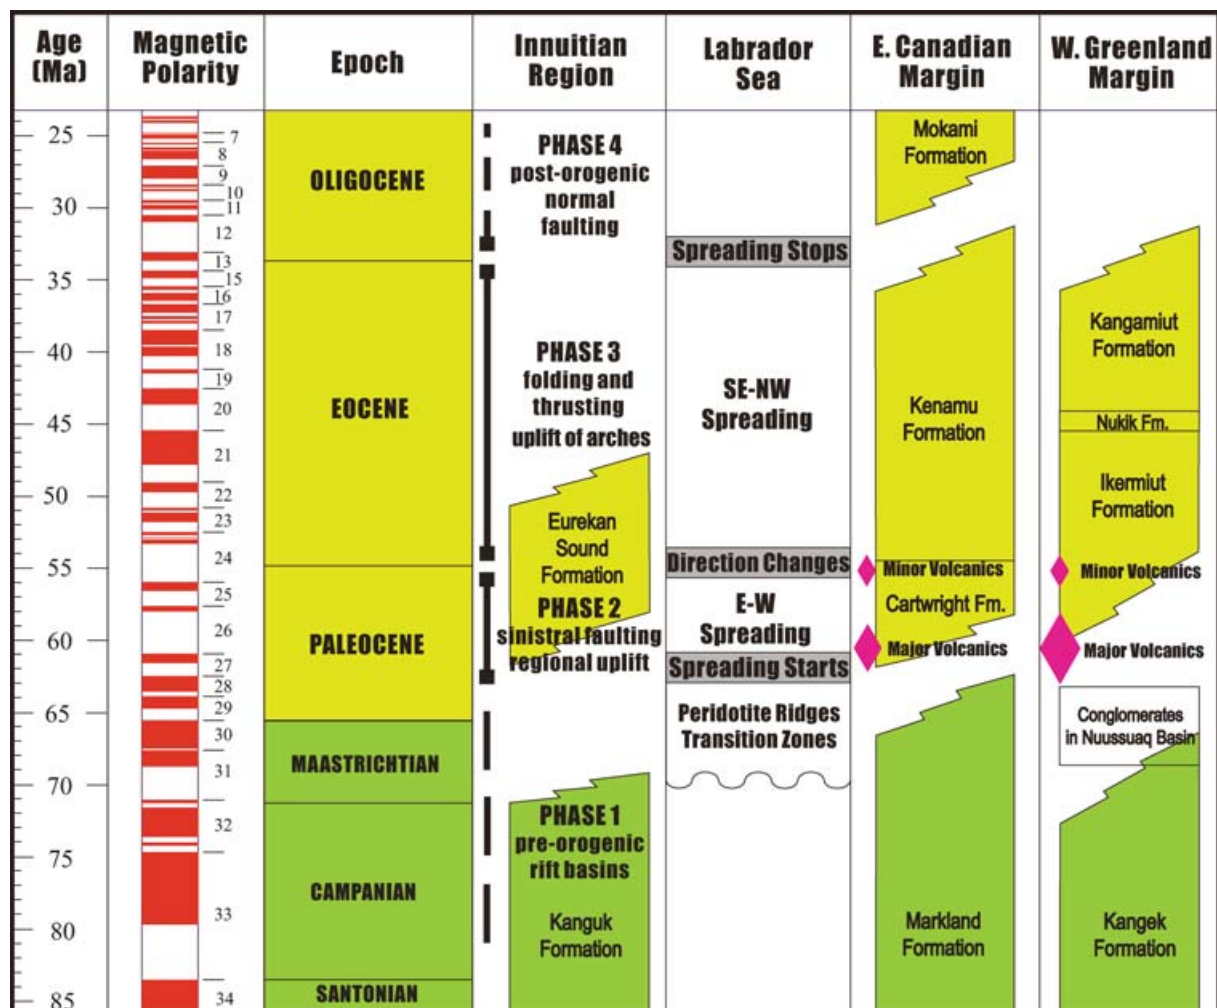 Age
(Ma)
Magnetic
Polarity
Epoch
Innuitian
Region
Labrador
Sea
E. Canadian
Margin
W. Greenland
Margin
25
30
35
40
45
50
55
60
65
70
75
80
85
7
8
9
10
11
12
13
15
16
17
18
19
20
21
22
23
24
25
26
27
28
29
30
31
32
33
34
OLIGOCENE
EOCENE
PALEOCENE
MAASTRICHTIAN
CAMPANIAN
SANTONIAN
PHASE 4
post-orogenic
normal
faulting
PHASE 3
folding and
thrusting
uplift of arches
Eurekan
Sound
Formation
PHASE 2
sinistral faulting
regional uplift
PHASE 1
pre-orogenic
rift basins
Kanguk
Formation
Spreading Stops
SE-NW
Spreading
Direction Changes
E-W
Spreading
Spreading Starts
Peridotite Ridges
Transition Zones
Mokami
Formation
Kenamu
Formation
Minor Volcanics
Cartwright Fm.
Major Volcanics
Markland
Formation
Kangamiut
Formation
Nukik Fm.
Ikermiut
Formation
Minor Volcanics
Major Volcanics
Conglomerates
in Nuussuaq Basin
Kangek
Formation